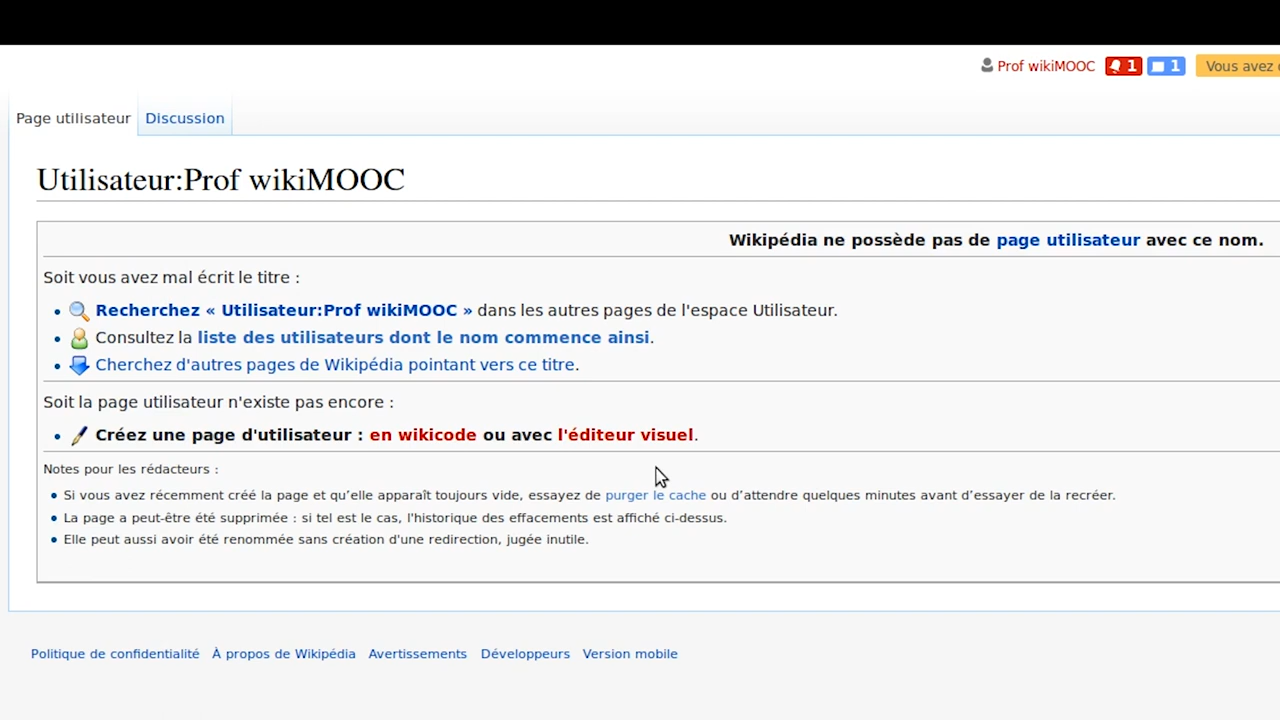 Prof wikiMOOC 1 1 Vous avez
Page utilisateur Discussion
Utilisateur:Prof wikiMOOC
Wikipédia ne possède pas de page utilisateur avec ce nom.
Soit vous avez mal écrit le titre :
Recherchez « Utilisateur:Prof wikiMOOC » dans les autres pages de l'espace Utilisateur.
Consultez la liste des utilisateurs dont le nom commence ainsi.
Cherchez d'autres pages de Wikipédia pointant vers ce titre.
Soit la page utilisateur n'existe pas encore :
Créez une page d'utilisateur : en wikicode ou avec l'éditeur visuel.
Notes pour les rédacteurs :
Si vous avez récemment créé la page et qu’elle apparaît toujours vide, essayez de purger le cache ou d’attendre quelques minutes avant d’essayer de la recréer.
La page a peut-être été supprimée : si tel est le cas, l'historique des effacements est affiché ci-dessus.
Elle peut aussi avoir été renommée sans création d'une redirection, jugée inutile.
Politique de confidentialité À propos de Wikipédia Avertissements Développeurs Version mobile